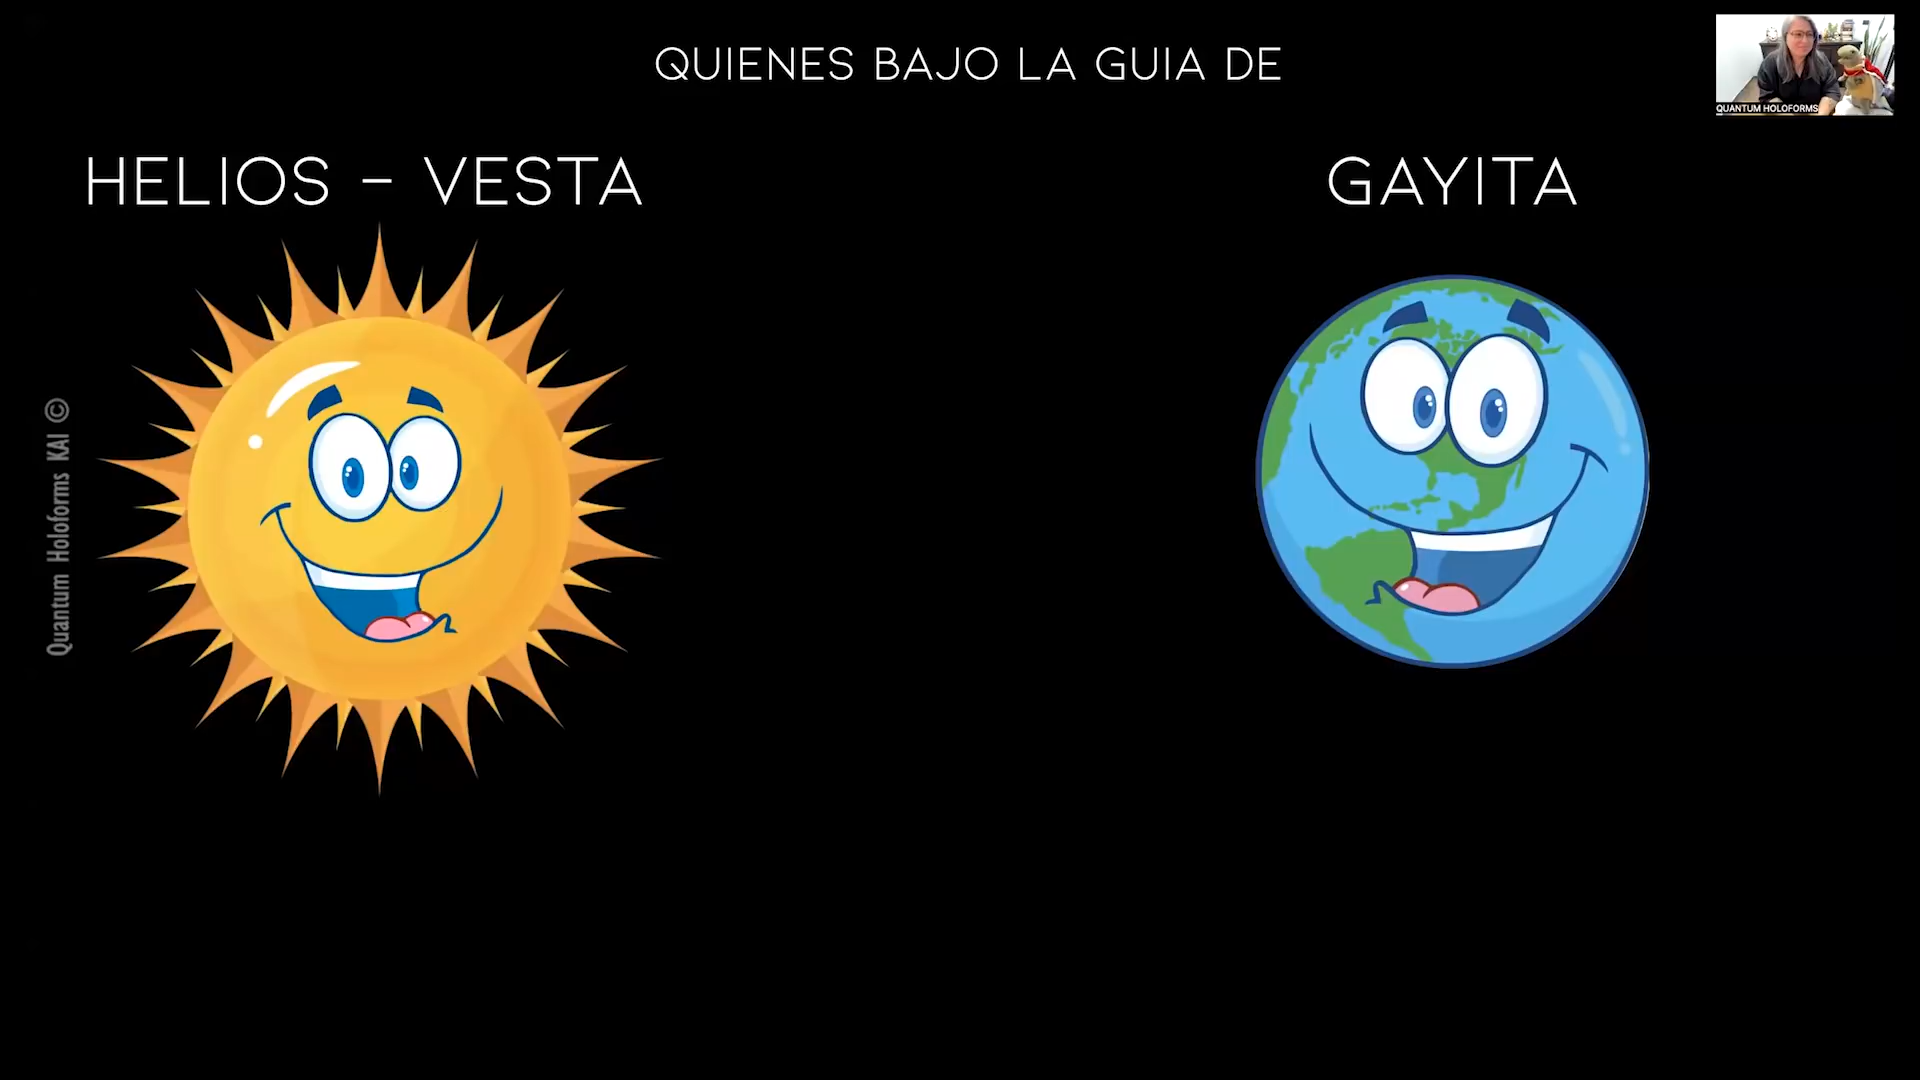 QUIENES BAJO LA GUIA DE
QUANTUM HOLOFORMS
HELIOS - VESTA
GAYITA
Quantum Holoforms KAI ©